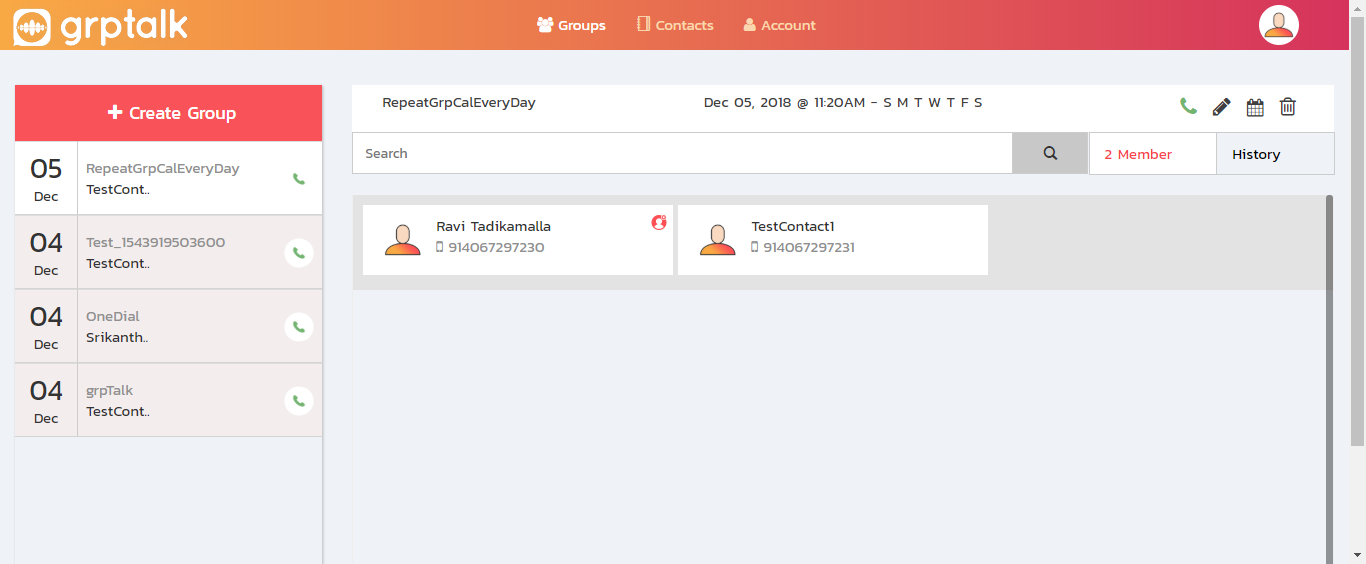 grptalk
Groups
Contacts
Account
Create Group
05
Dec
RepeatGrpCalEveryDay
TestCont..
04
Dec
Test_1543919503600
TestCont..
04
Dec
OneDial
Srikanth..
04
Dec
grpTalk
TestCont..
RepeatGrpCalEveryDay
Dec 05, 2018 @ 11:20AM - S M T W T F S
Search
2 Member
History
Ravi Tadikamalla
914067297230
TestContact1
914067297231